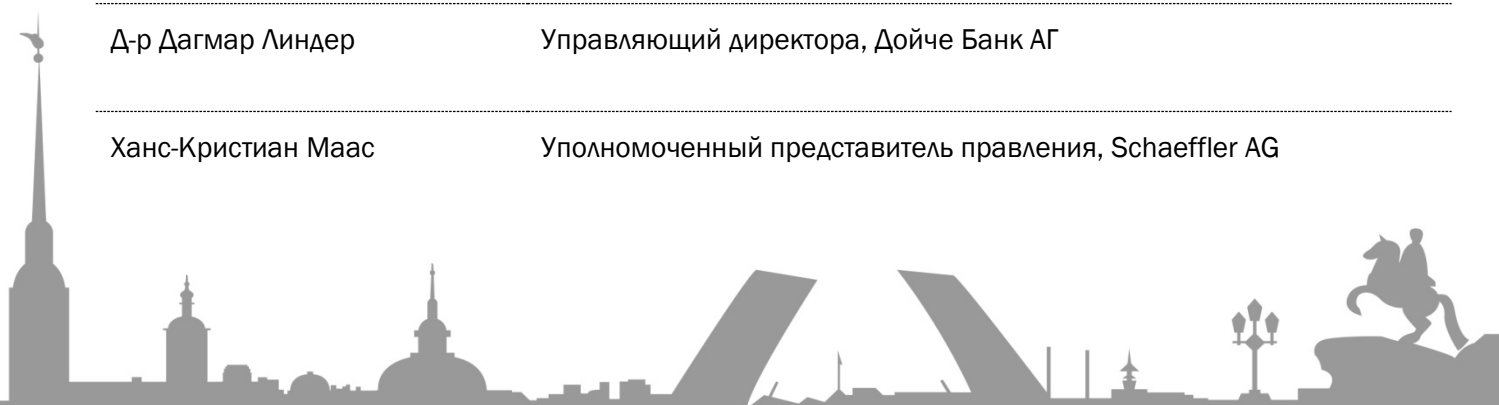 Д-р Дагмар Линдер Управляющий директора, Дойче Банк АГ
Ханс-Кристиан Маас Уполномоченный представитель правления, Schaeffler AG